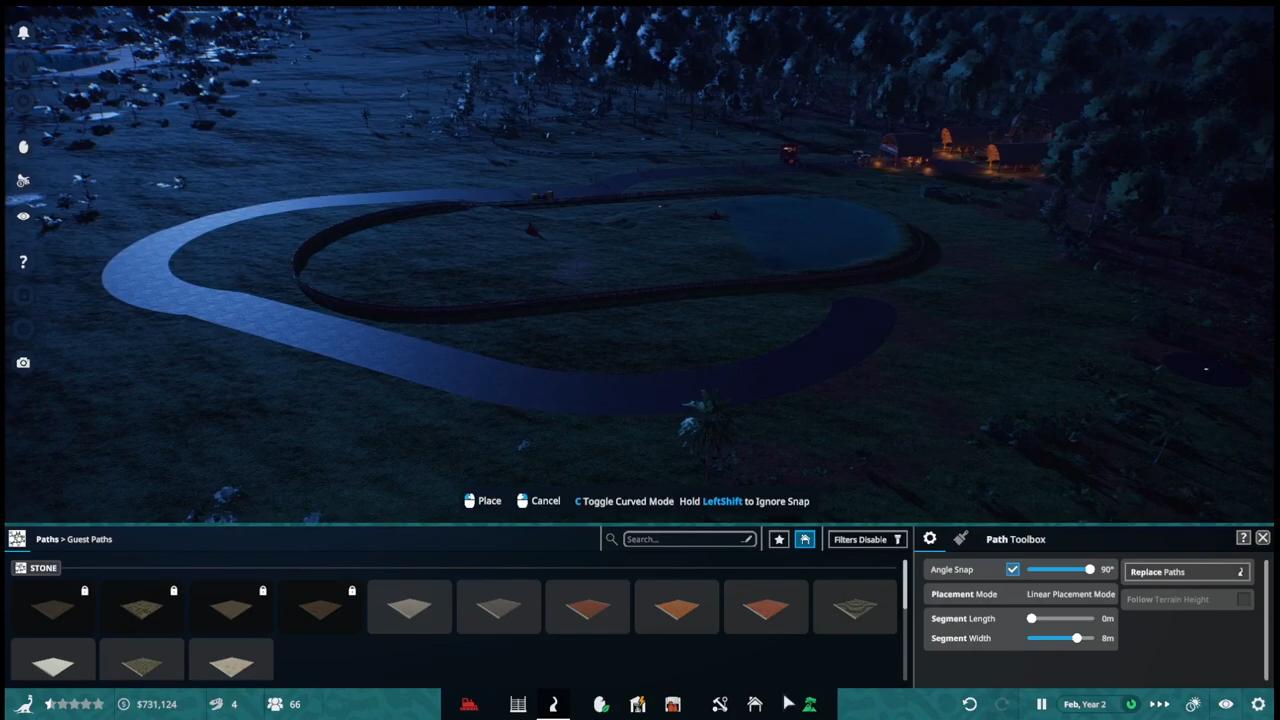 Place Cancel C Toggle Curved Mode Hold LeftShift to Ignore Snap
Paths > Guest Paths
Search...
Filters Disable
Path Toolbox
?
STONE
Angle Snap 90°
Replace Paths
Placement Mode Linear Placement Mode
Follow Terrain Height
Segment Length 0m
Segment Width 8m
$731,124
4
66
Feb, Year 2